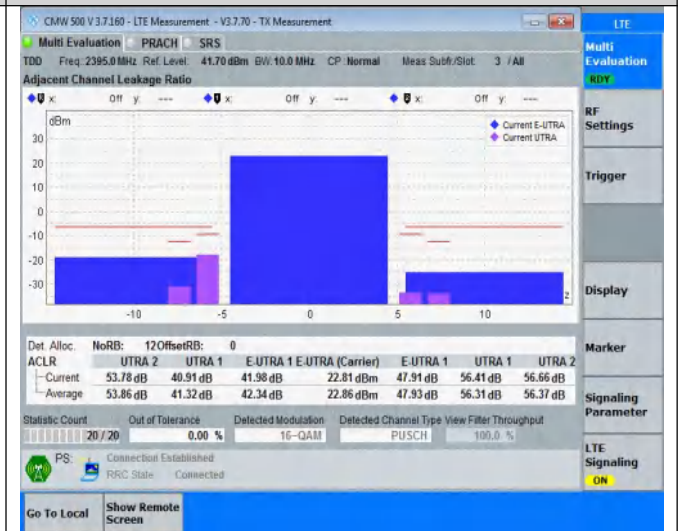 CMW 500 V 3.7.160 - LTE Measurement - V3.7.70 - TX Measurement
LTE
Multi Evaluation PRACH SRS
Multi Evaluation
RDY
TDD Freq.: 2395.0 MHz Ref. Level: 41.70 dBm BW: 10.0 MHz CP: Normal Meas Subfr./Slot: 3 / All
Adjacent Channel Leakage Ratio
x: Off y: --- x: Off y: --- x: Off y: ---
RF Settings
dBm
Current E-UTRA
Current UTRA
30
20
10
0
-10
-20
-30
-10 -5 0 5 10
Trigger
Display
Det. Alloc. NoRB: 12 OffsetRB: 0
ACLR UTRA 2 UTRA 1 E-UTRA 1 E-UTRA (Carrier) E-UTRA 1 UTRA 1 UTRA 2
Current 53.78 dB 40.91 dB 41.98 dB 22.81 dBm 47.91 dB 56.41 dB 56.66 dB
Average 53.86 dB 41.32 dB 42.34 dB 22.86 dBm 47.93 dB 56.31 dB 56.37 dB
Marker
Signaling Parameter
Statistic Count Out of Tolerance Detected Modulation Detected Channel Type View Filter Throughput
20 / 20 0.00 % 16-QAM PUSCH 100.0 %
PS: Connection Established
RRC State Connected
LTE Signaling
ON
Go To Local Show Remote Screen